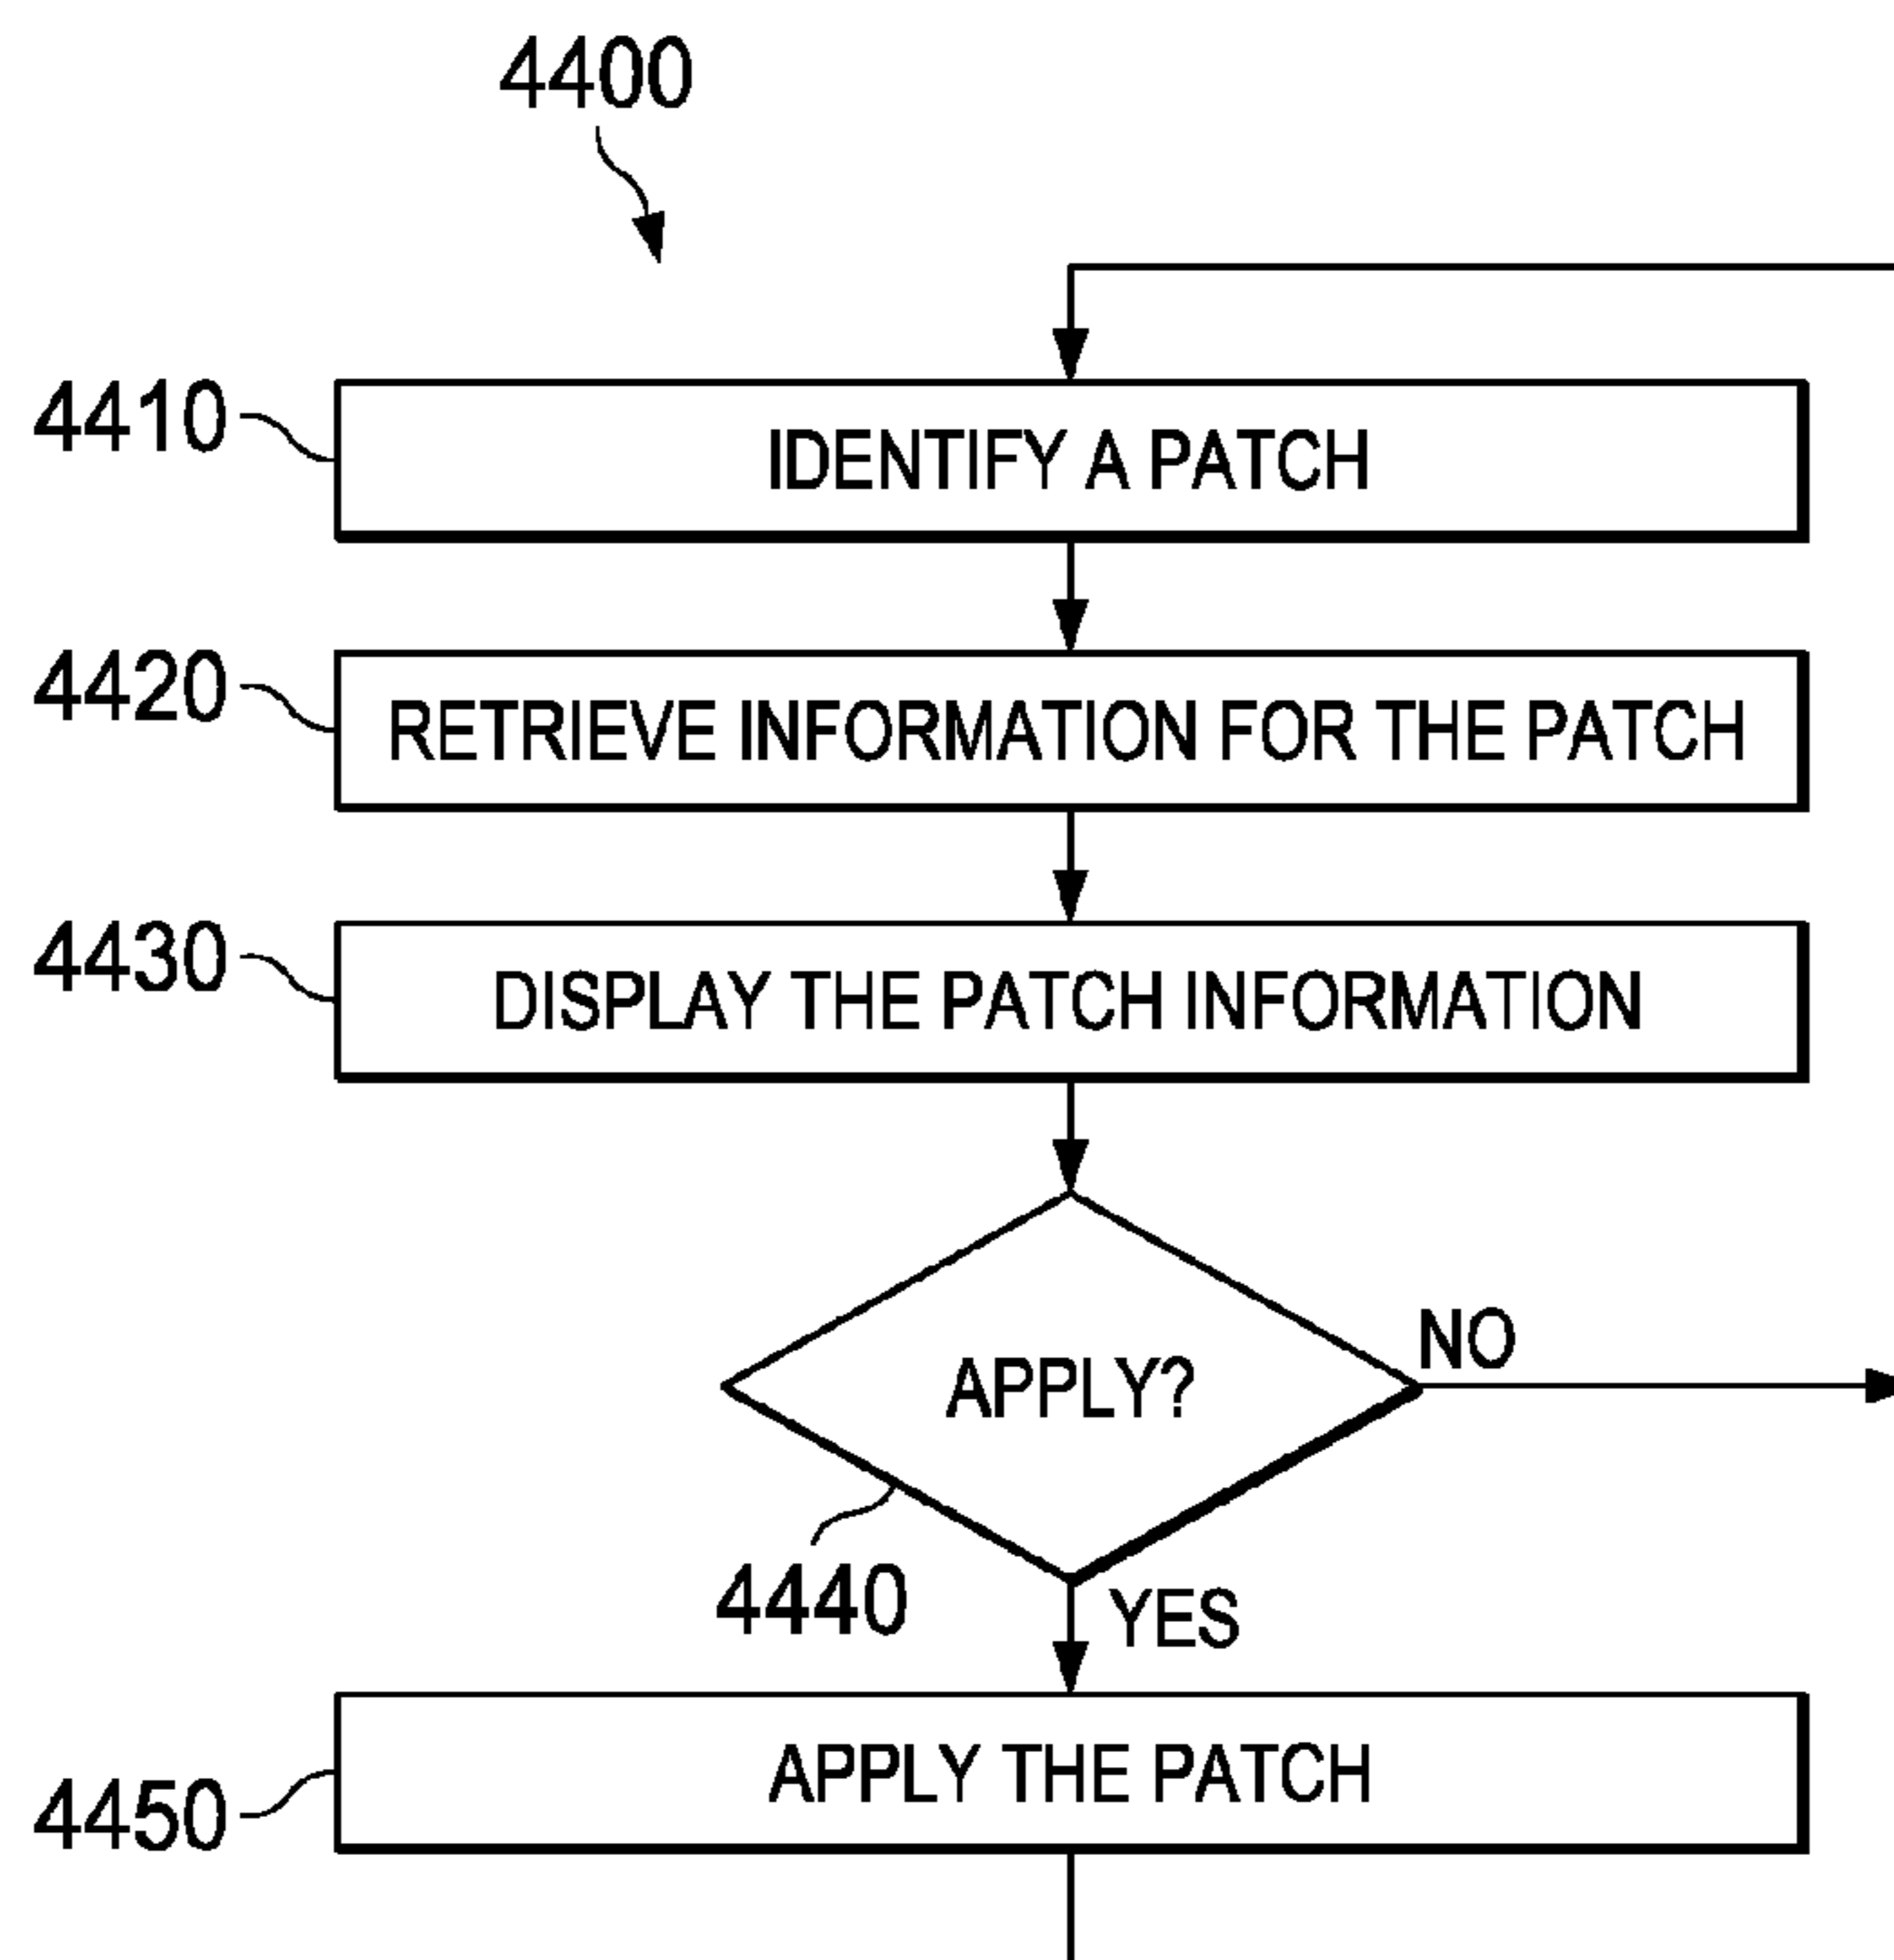 4400
4410
IDENTIFY A PATCH
4420
RETRIEVE INFORMATION FOR THE PATCH
4430
DISPLAY THE PATCH INFORMATION
APPLY?
NO
4440
YES
APPLY THE PATCH
4450